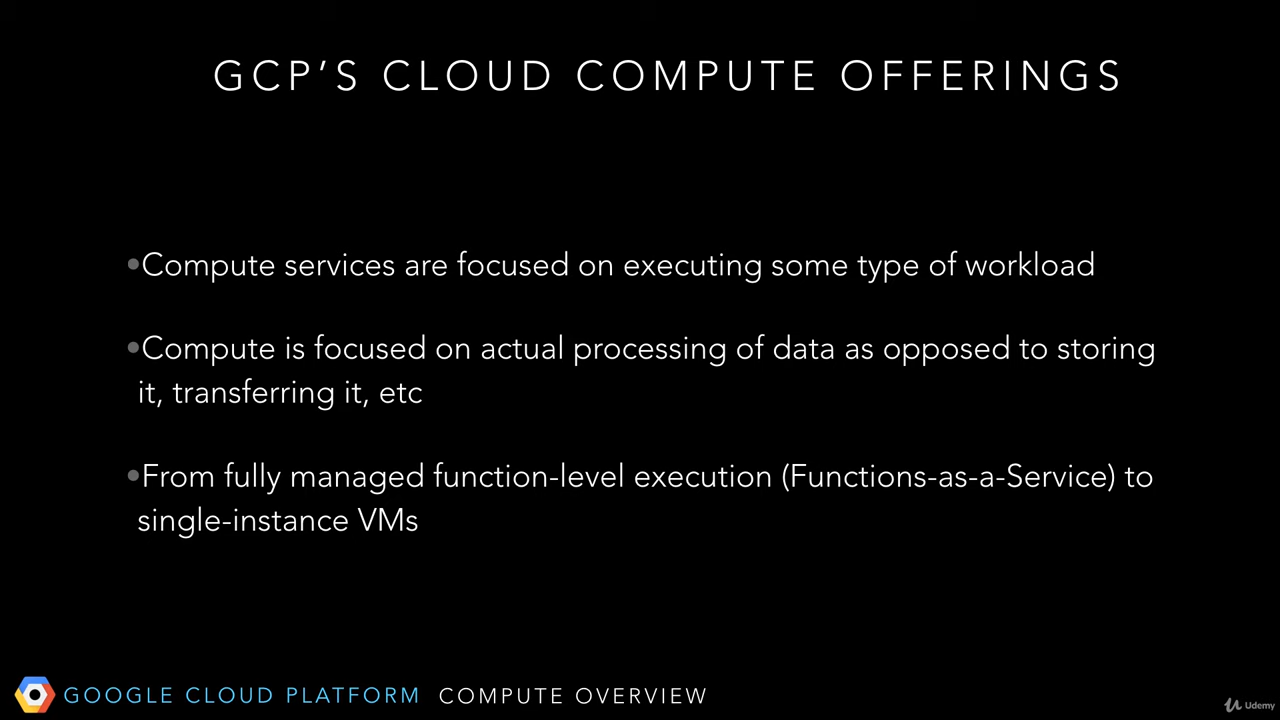 GCP’S CLOUD COMPUTE OFFERINGS
•Compute services are focused on executing some type of workload
•Compute is focused on actual processing of data as opposed to storing
it, transferring it, etc
•From fully managed function-level execution (Functions-as-a-Service) to
single-instance VMs
GOOGLE CLOUD PLATFORM COMPUTE OVERVIEW
Udemy